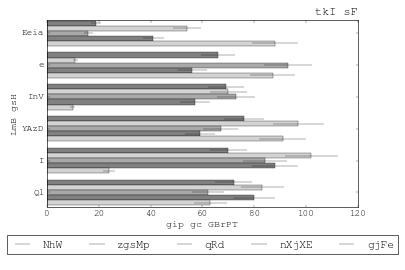 tkI sF
Eeia
e
InV
YAzD
I
Ql
LmB gsH
0 20 40 60 80 100 120
gip gc GBrPT
NhW zgsMp qRd nXjXE gjFe